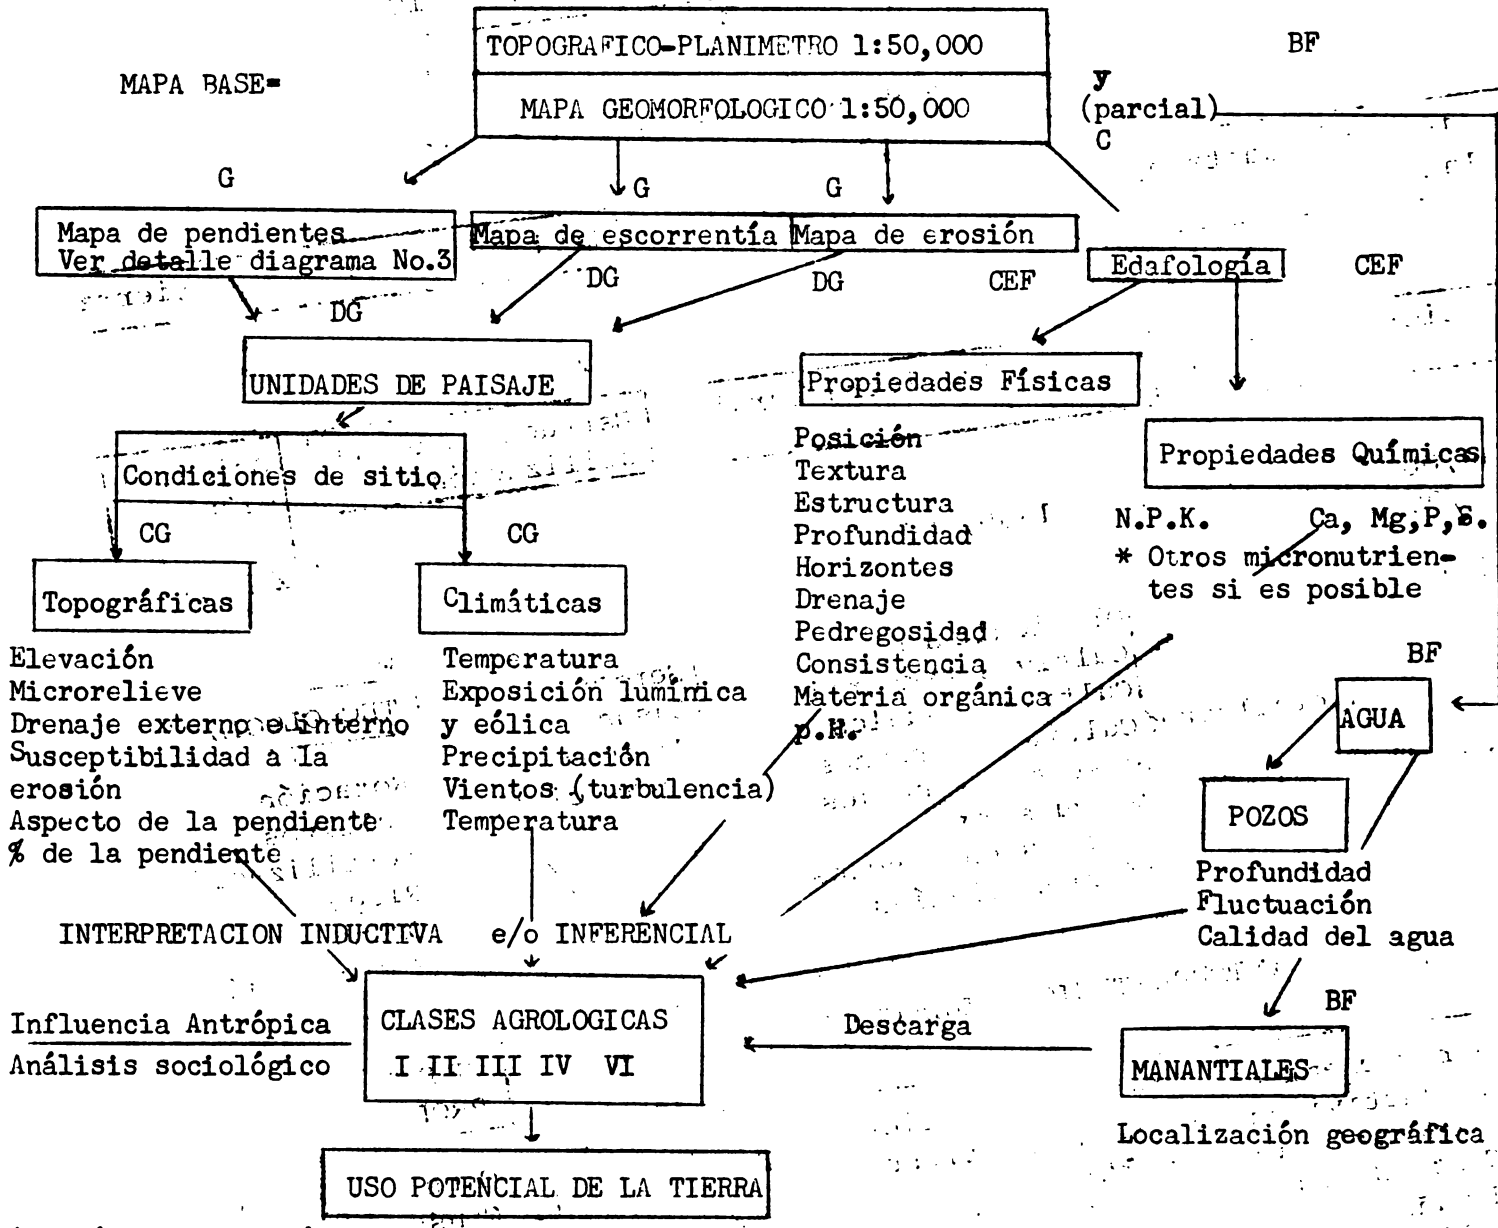 TOPOGRAFICO-PLANIMETRO 1:50,000
BF
MAPA BASE=
MAPA GEOMORFOLOGICO 1:50,000
y
(parcial)
C
G
G
G
Mapa de pendientes
Ver detalle diagrama No.3
Mapa de escorrentía
Mapa de erosión
Edafología
CEF
DG
DG
DG
CEF
UNIDADES DE PAISAJE
Propiedades Físicas
Condiciones de sitio
Posición
Textura
Estructura
Profundidad
Horizontes
Drenaje
Pedregosidad
Consistencia
Materia orgánica
p.H.
Propiedades Químicas
N.P.K.
Ca, Mg,P,S.
* Otros micronutrien-
tes si es posible
CG
CG
Topográficas
Climáticas
Elevación
Microrelieve
Drenaje externo e interno
Susceptibilidad a la
erosión
Aspecto de la pendiente
% de la pendiente
Temperatura
Exposición lumínica
y eólica
Precipitación
Vientos (turbulencia)
Temperatura
BF
AGUA
POZOS
Profundidad
Fluctuación
Calidad del agua
INTERPRETACION INDUCTIVA e/o INFERENCIAL
BF
Influencia Antrópica
Análisis sociológico
CLASES AGROLOGICAS
I II III IV VI
Descarga
MANANTIALES
Localización geográfica
USO POTENCIAL DE LA TIERRA